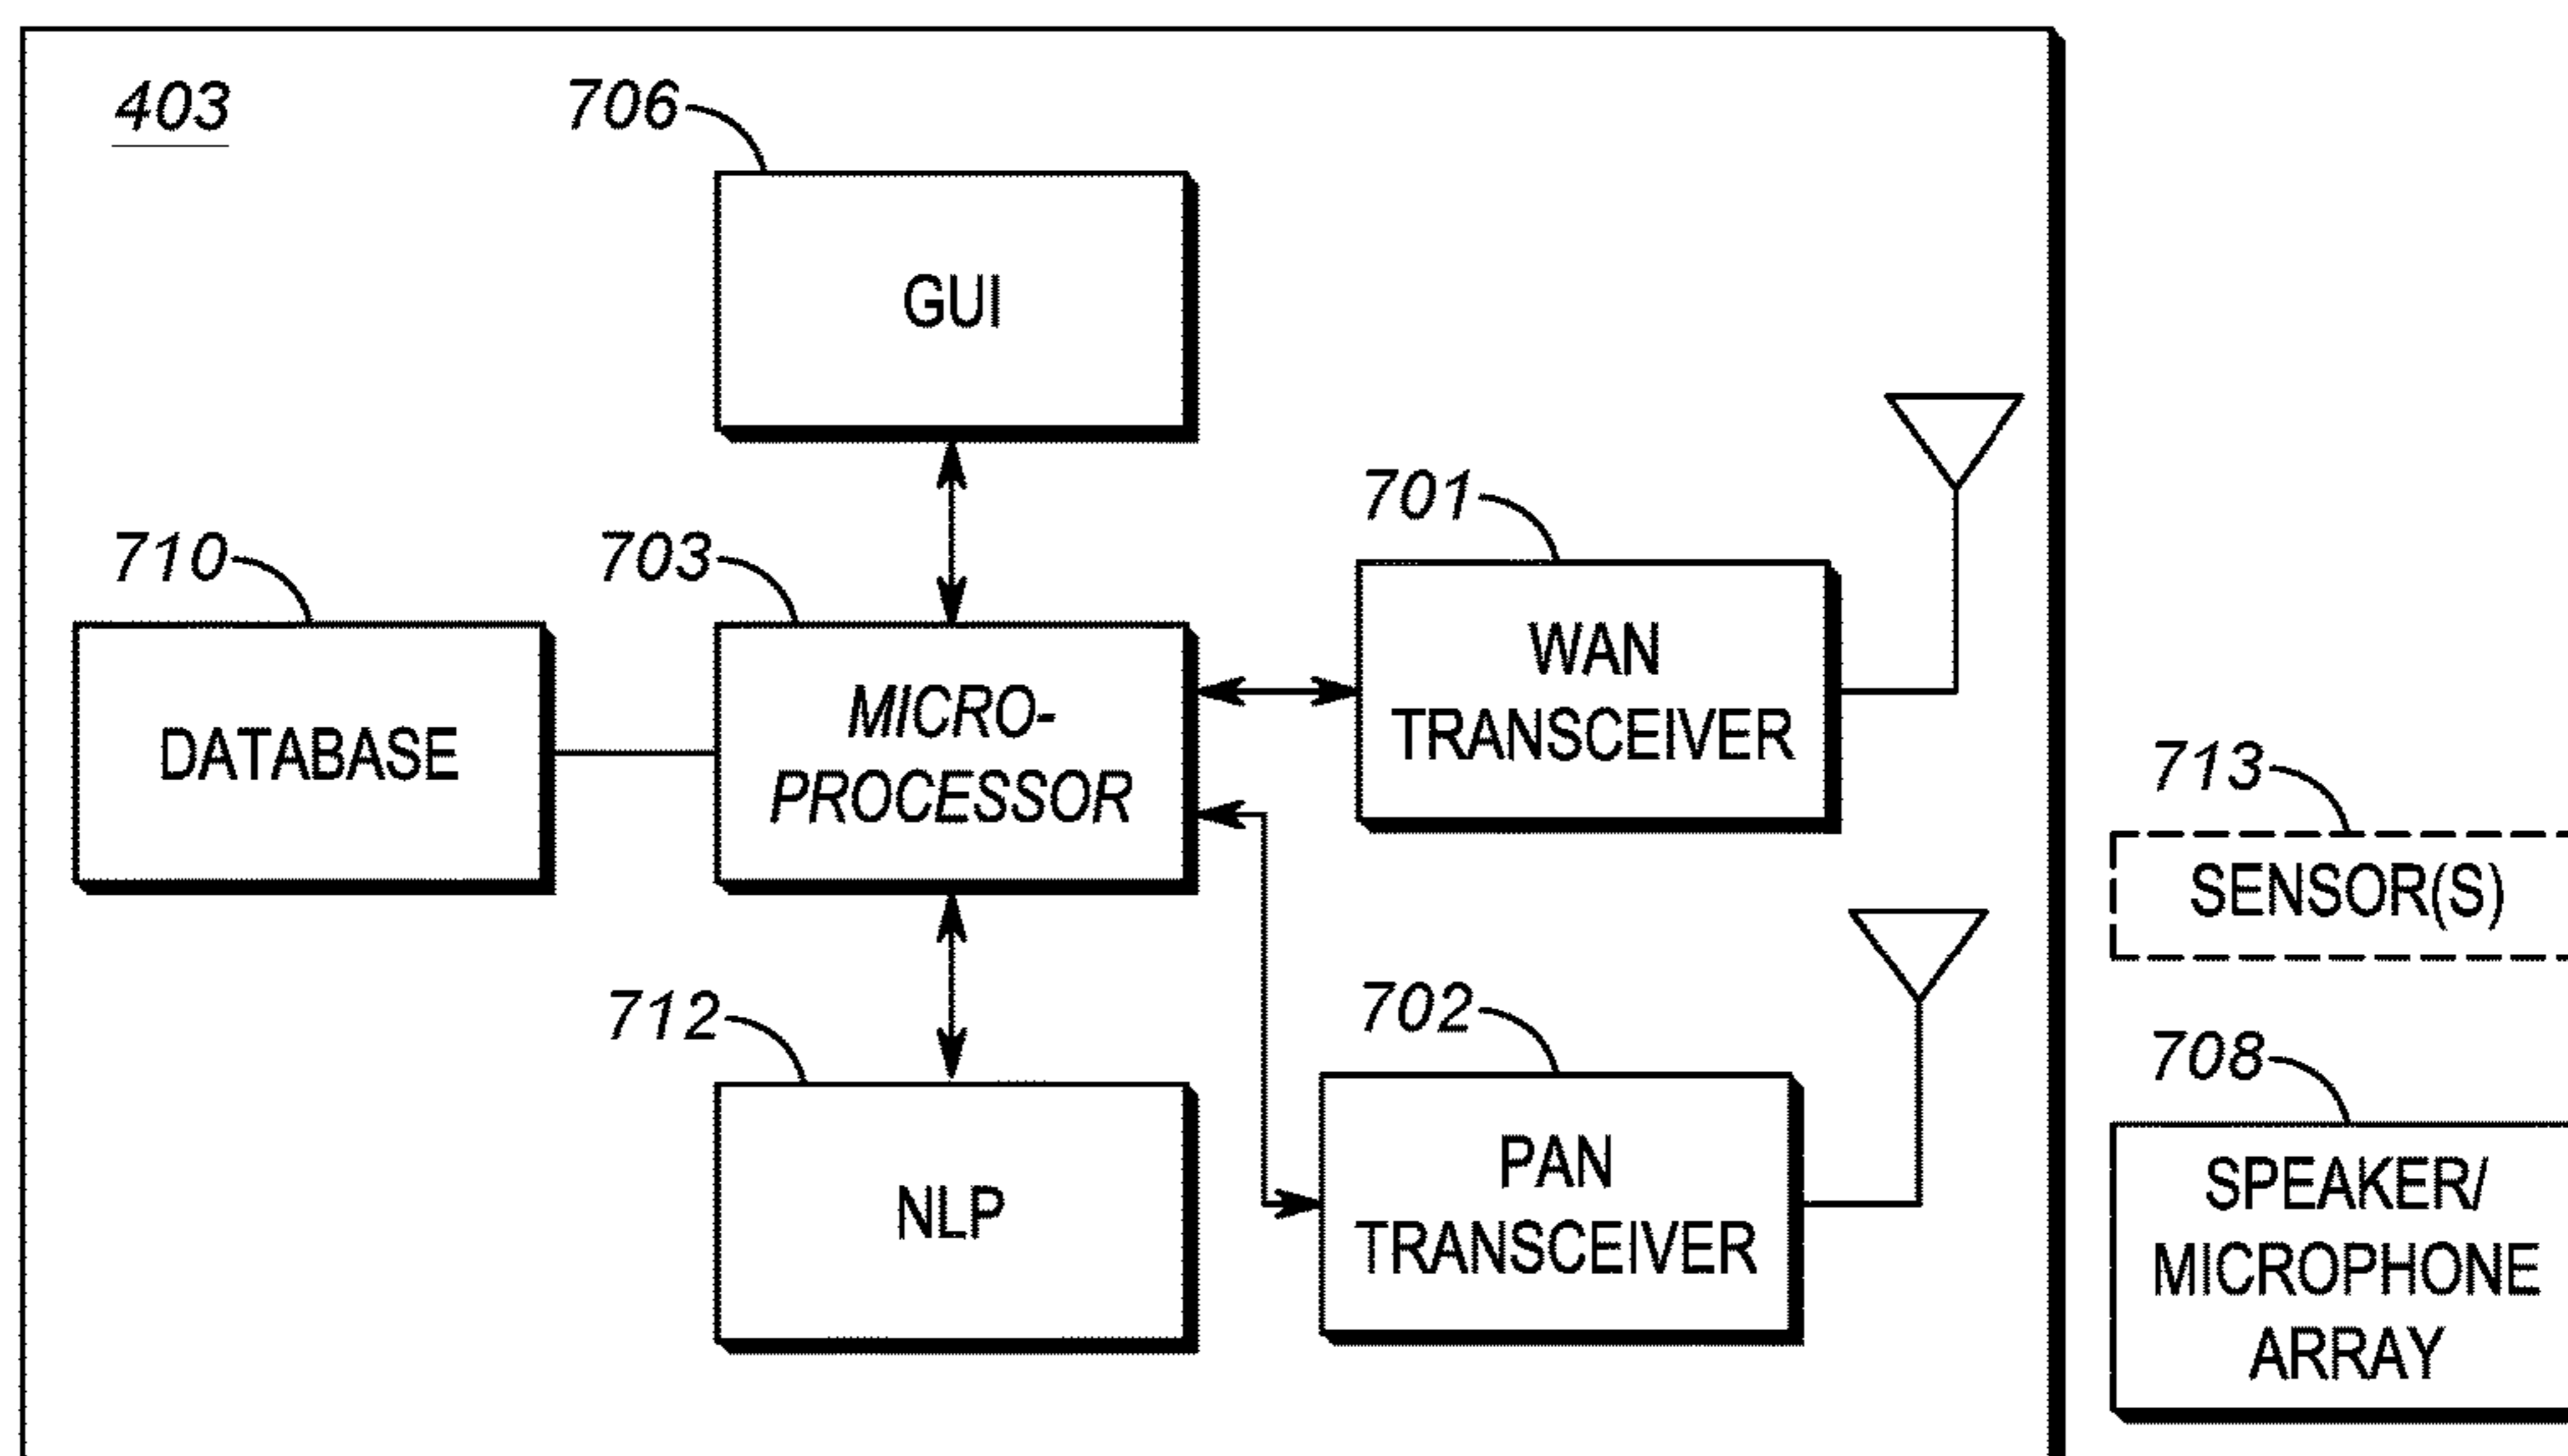 403
706
GUI
710
DATABASE
703
MICRO-
PROCESSOR
701
WAN
TRANSCEIVER
712
NLP
702
PAN
TRANSCEIVER
713
SENSOR(S)
708
SPEAKER/
MICROPHONE
ARRAY